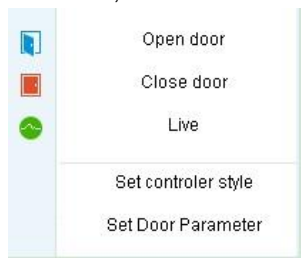 Open door
Close door
Live
Set controler style
Set Door Parameter